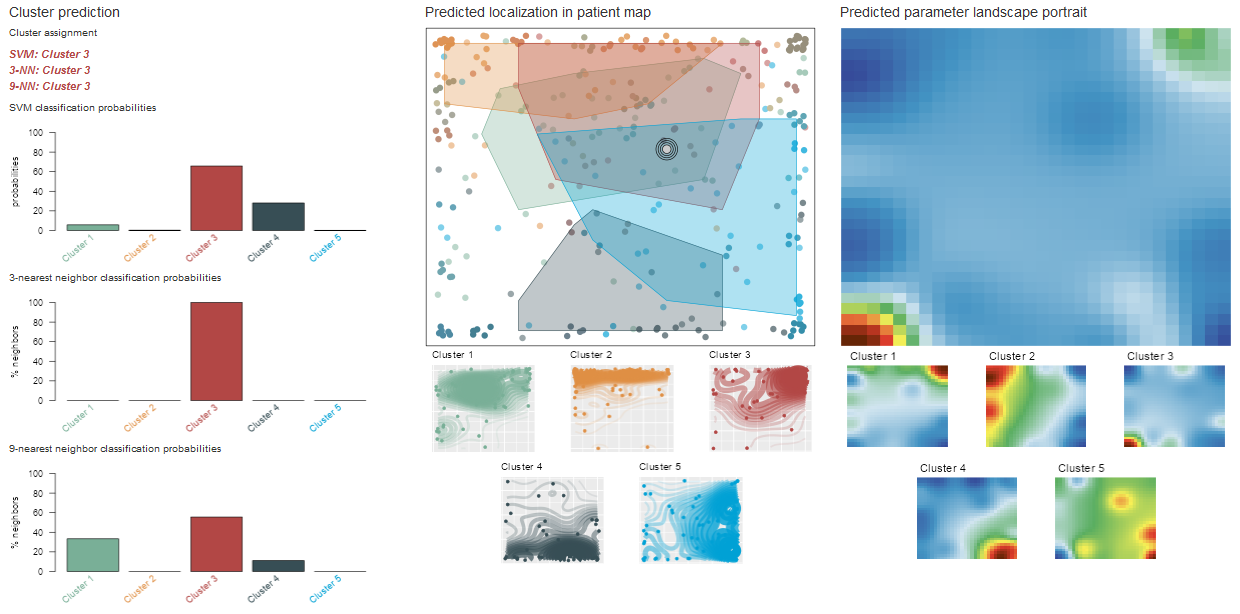 Cluster prediction
Cluster assignment
SVM: Cluster 3
3-NN: Cluster 3
9-NN: Cluster 3
SVM classification probabilities
probabilities
100
80
60
40
20
0
Cluster 1
Cluster 2
Cluster 3
Cluster 4
Cluster 5
3-nearest neighbor classification probabilities
% neighbors
100
80
60
40
20
0
Cluster 1
Cluster 2
Cluster 3
Cluster 4
Cluster 5
9-nearest neighbor classification probabilities
% neighbors
100
80
60
40
20
0
Cluster 1
Cluster 2
Cluster 3
Cluster 4
Cluster 5
Predicted localization in patient map
Cluster 1
Cluster 2
Cluster 3
Cluster 4
Cluster 5
Predicted parameter landscape portrait
Cluster 1
Cluster 2
Cluster 3
Cluster 4
Cluster 5